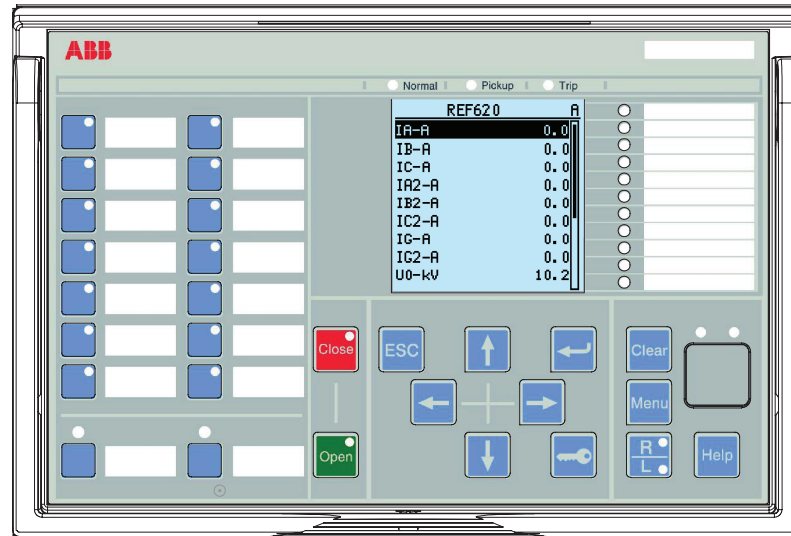 ABB
Normal Pickup Trip
REF620 A
IA-A 0.0
IB-A 0.0
IC-A 0.0
IA2-A 0.0
IB2-A 0.0
IC2-A 0.0
IG-A 0.0
IG2-A 0.0
U0-kV 10.2
Close
ESC
Clear
Menu
Open
R
L
Help